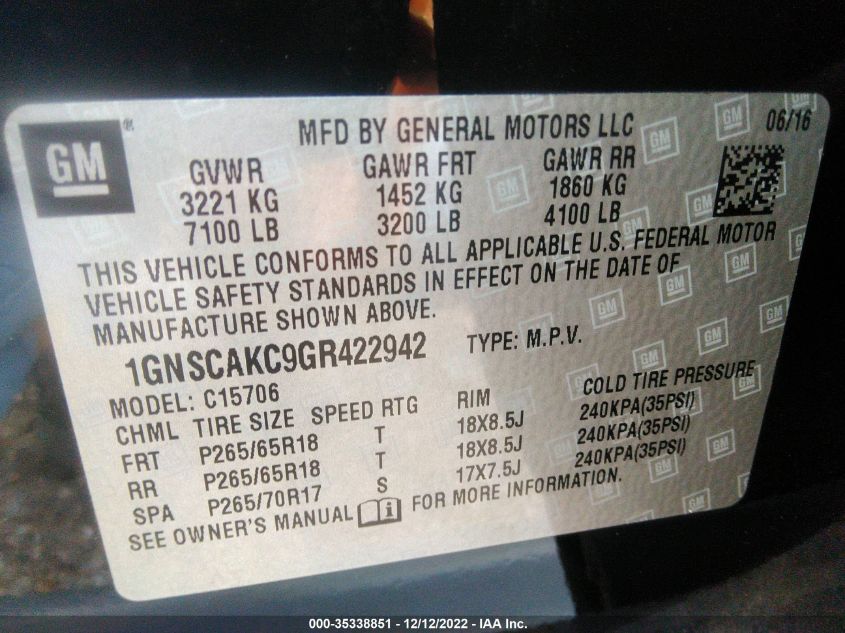 MFD BY GENERAL MOTORS LLC 06/16
GM ®
GVWR GAWR FRT GAWR RR
3221 KG 1452 KG 1860 KG
7100 LB 3200 LB 4100 LB
THIS VEHICLE CONFORMS TO ALL APPLICABLE U.S. FEDERAL MOTOR
VEHICLE SAFETY STANDARDS IN EFFECT ON THE DATE OF
MANUFACTURE SHOWN ABOVE.
1GNSCAKC9GR422942 TYPE: M.P.V.
MODEL: C15706
CHML TIRE SIZE SPEED RTG RIM COLD TIRE PRESSURE
FRT P265/65R18 T 18X8.5J 240KPA(35PSI)
RR P265/65R18 T 18X8.5J 240KPA(35PSI)
SPA P265/70R17 S 17X7.5J 240KPA(35PSI)
SEE OWNER'S MANUAL FOR MORE INFORMATION.
000-35338851 - 12/12/2022 - IAA Inc.